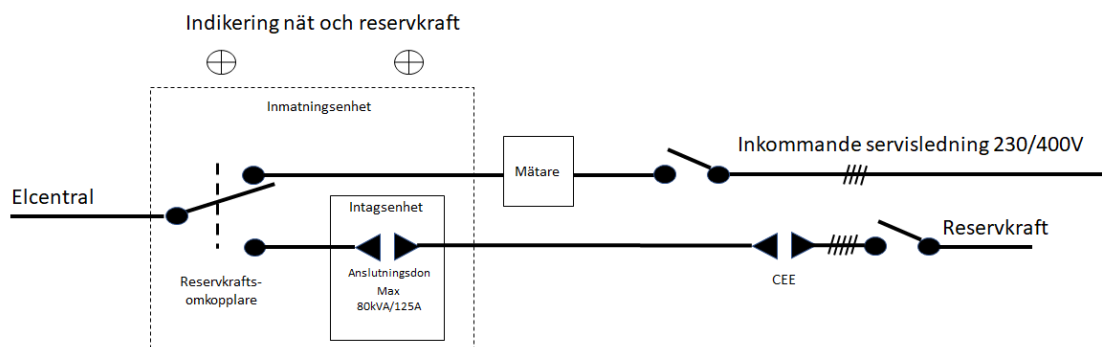 Indikering nät och reservkraft
Inmatningsenhet
Inkommande servisledning 230/400V
Mätare
Elcentral
Intagsenhet
Reservkraft
Anslutningsdon
Max
80kVA/125A
CEE
Reservkrafts-
omkopplare